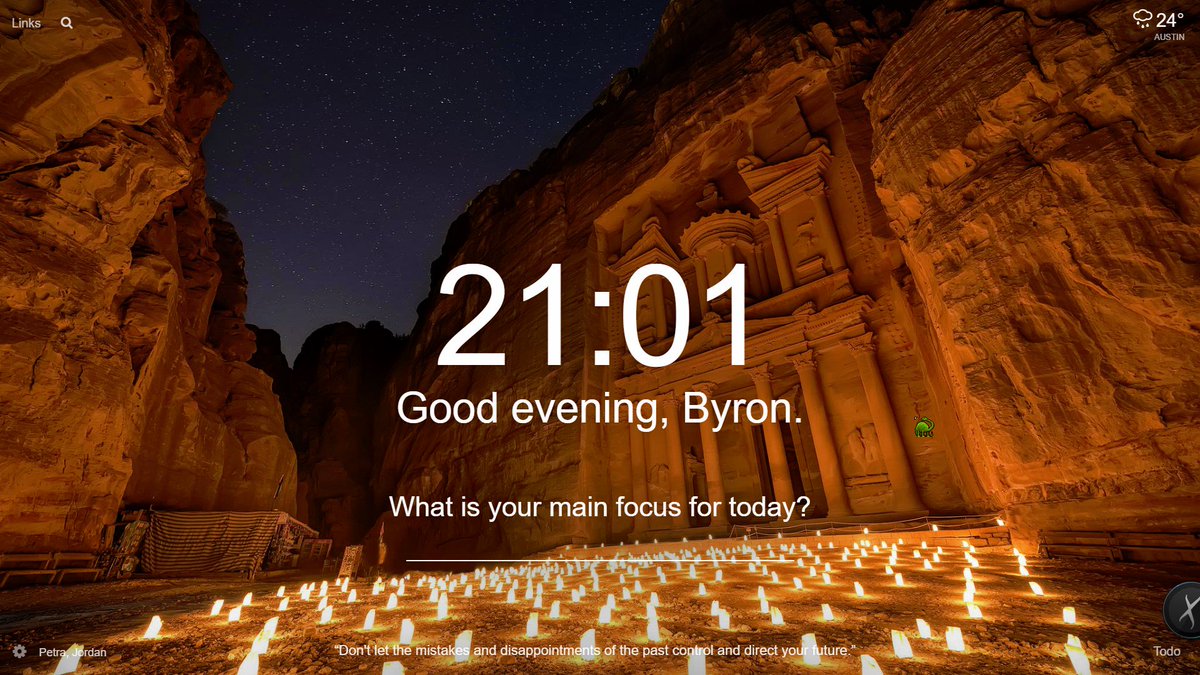 Links
24°
AUSTIN
21:01
Good evening, Byron.
What is your main focus for today?
Petra, Jordan
"Don't let the mistakes and disappointments of the past control and direct your future."
Todo